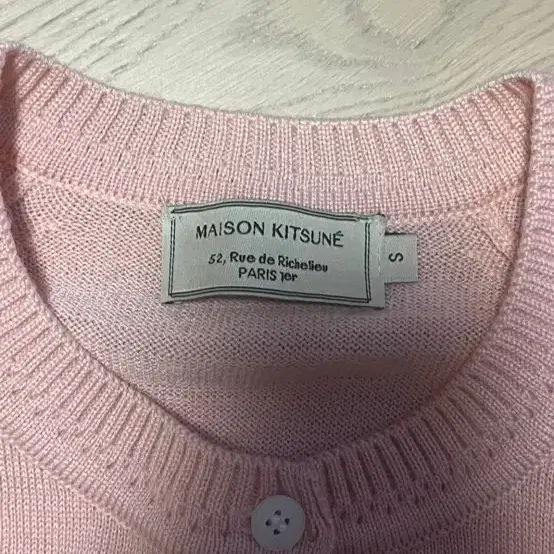 MAISON KITSUNÉ
52, Rue de Richelieu
PARIS 1er
S